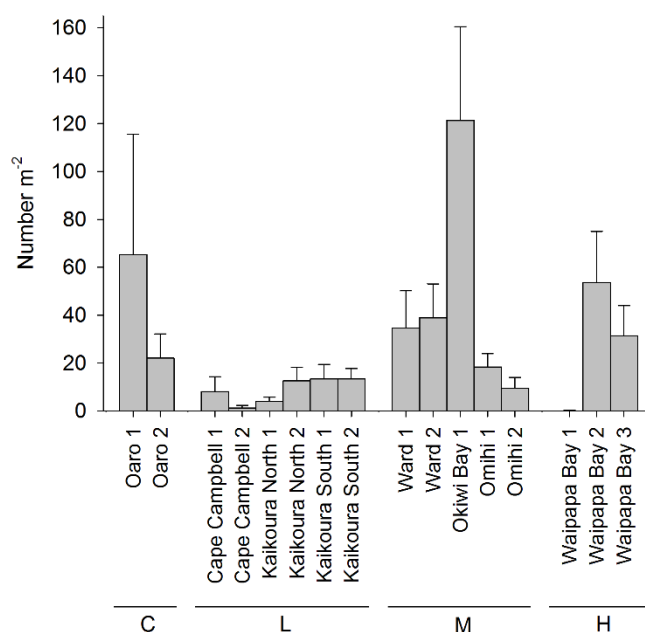 Number m-2
160
140
120
100
80
60
40
20
0
Oaro 1
Oaro 2
Cape Campbell 1
Cape Campbell 2
Kaikoura North 1
Kaikoura North 2
Kaikoura South 1
Kaikoura South 2
Ward 1
Ward 2
Okiwi Bay 1
Omihi 1
Omihi 2
Waipapa Bay 1
Waipapa Bay 2
Waipapa Bay 3
C
L
M
H